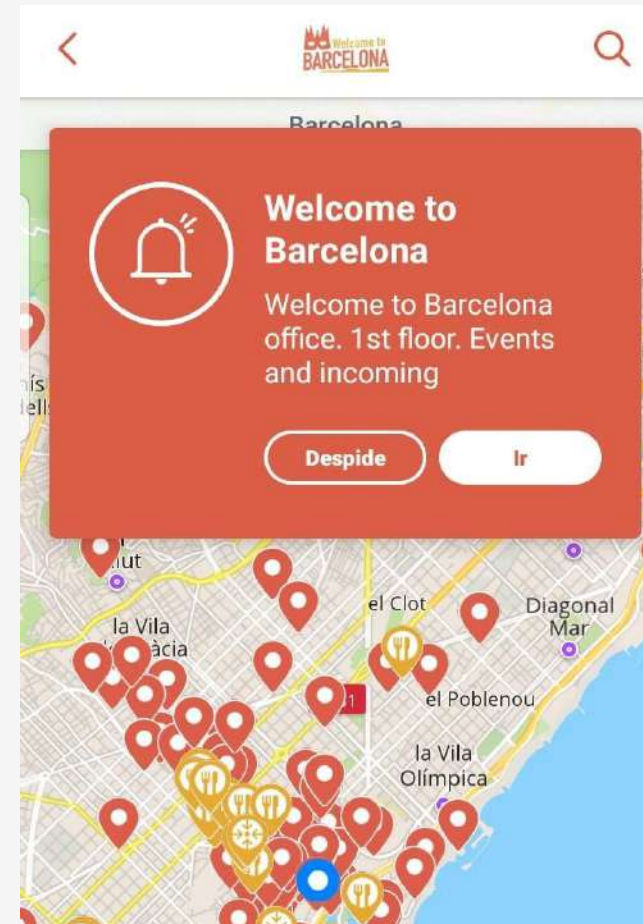 Welcome to
BARCELONA
Barcelona
Welcome to
Barcelona
Welcome to Barcelona
office. 1st floor. Events
and incoming
Despide
Ir
el Clot
Diagonal
Mar
la Vila
el Poblenou
la Vila
Olímpica